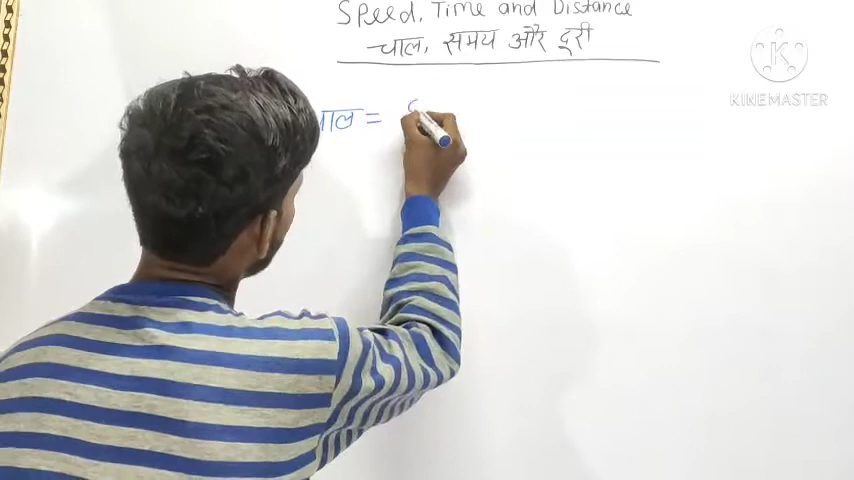 Speed, Time and Distance
चाल, समय और दूरी
चाल =
KINEMASTER